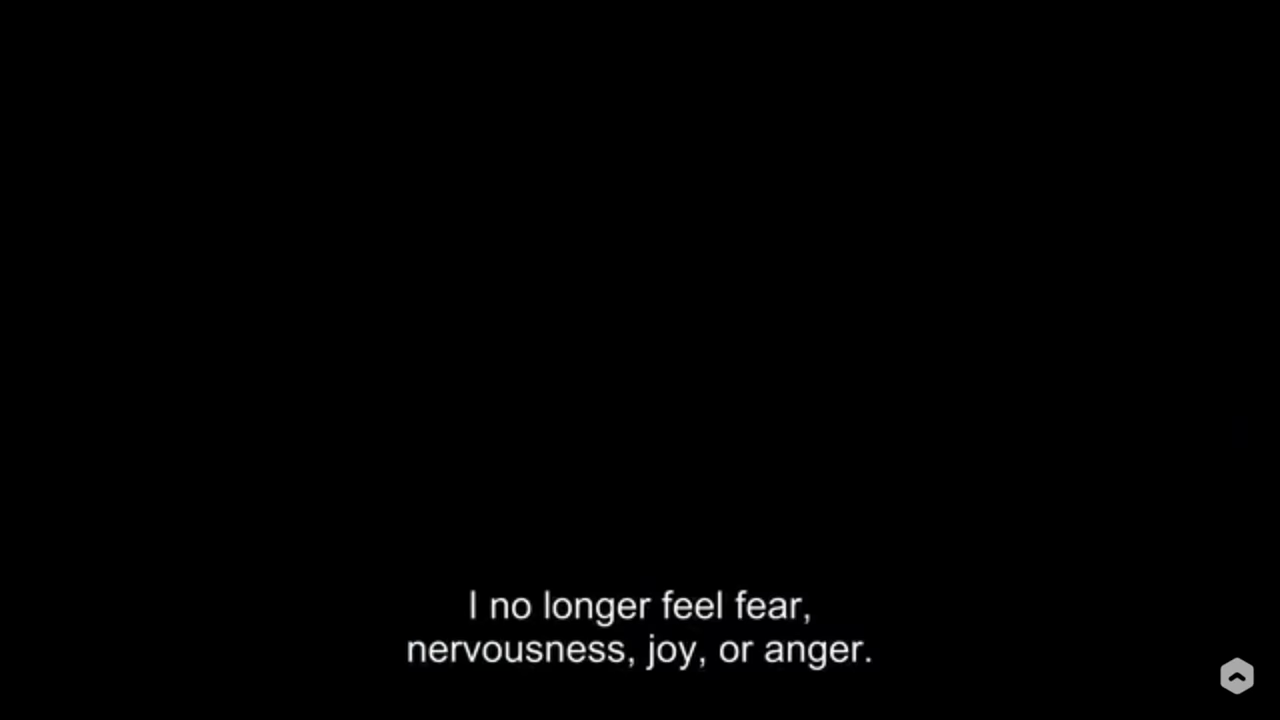 I no longer feel fear,
nervousness, joy, or anger.